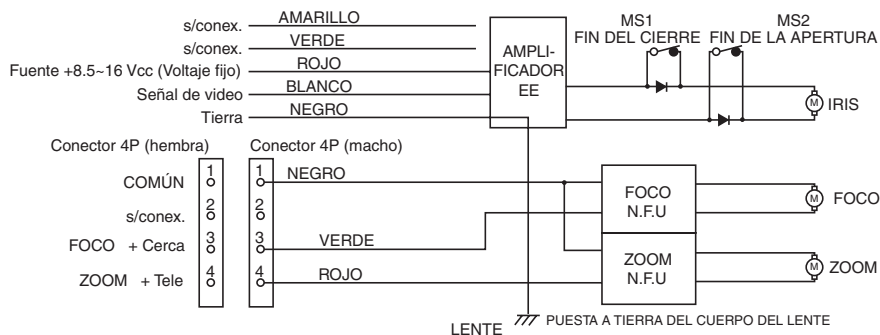 MS1
FIN DEL CIERRE
MS2
FIN DE LA APERTURA
s/conex.
AMARILLO
s/conex.
VERDE
Fuente +8.5~16 Vcc (Voltaje fijo)
ROJO
Señal de video
BLANCO
Tierra
NEGRO
AMPLI-
FICADOR
EE
M
IRIS
Conector 4P (hembra)
Conector 4P (macho)
COMÚN
1
1
NEGRO
s/conex.
2
2
FOCO + Cerca
3
3
VERDE
ZOOM + Tele
4
4
ROJO
FOCO
N.F.U
M
FOCO
ZOOM
N.F.U
M
ZOOM
LENTE
PUESTA A TIERRA DEL CUERPO DEL LENTE